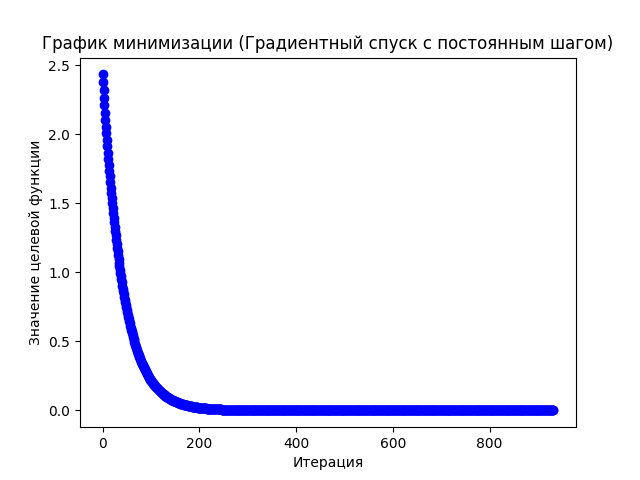 График минимизации (Градиентный спуск с постоянным шагом)
2.5
2.0
1.5
1.0
0.5
0.0
Значение целевой функции
0 200 400 600 800
Итерация